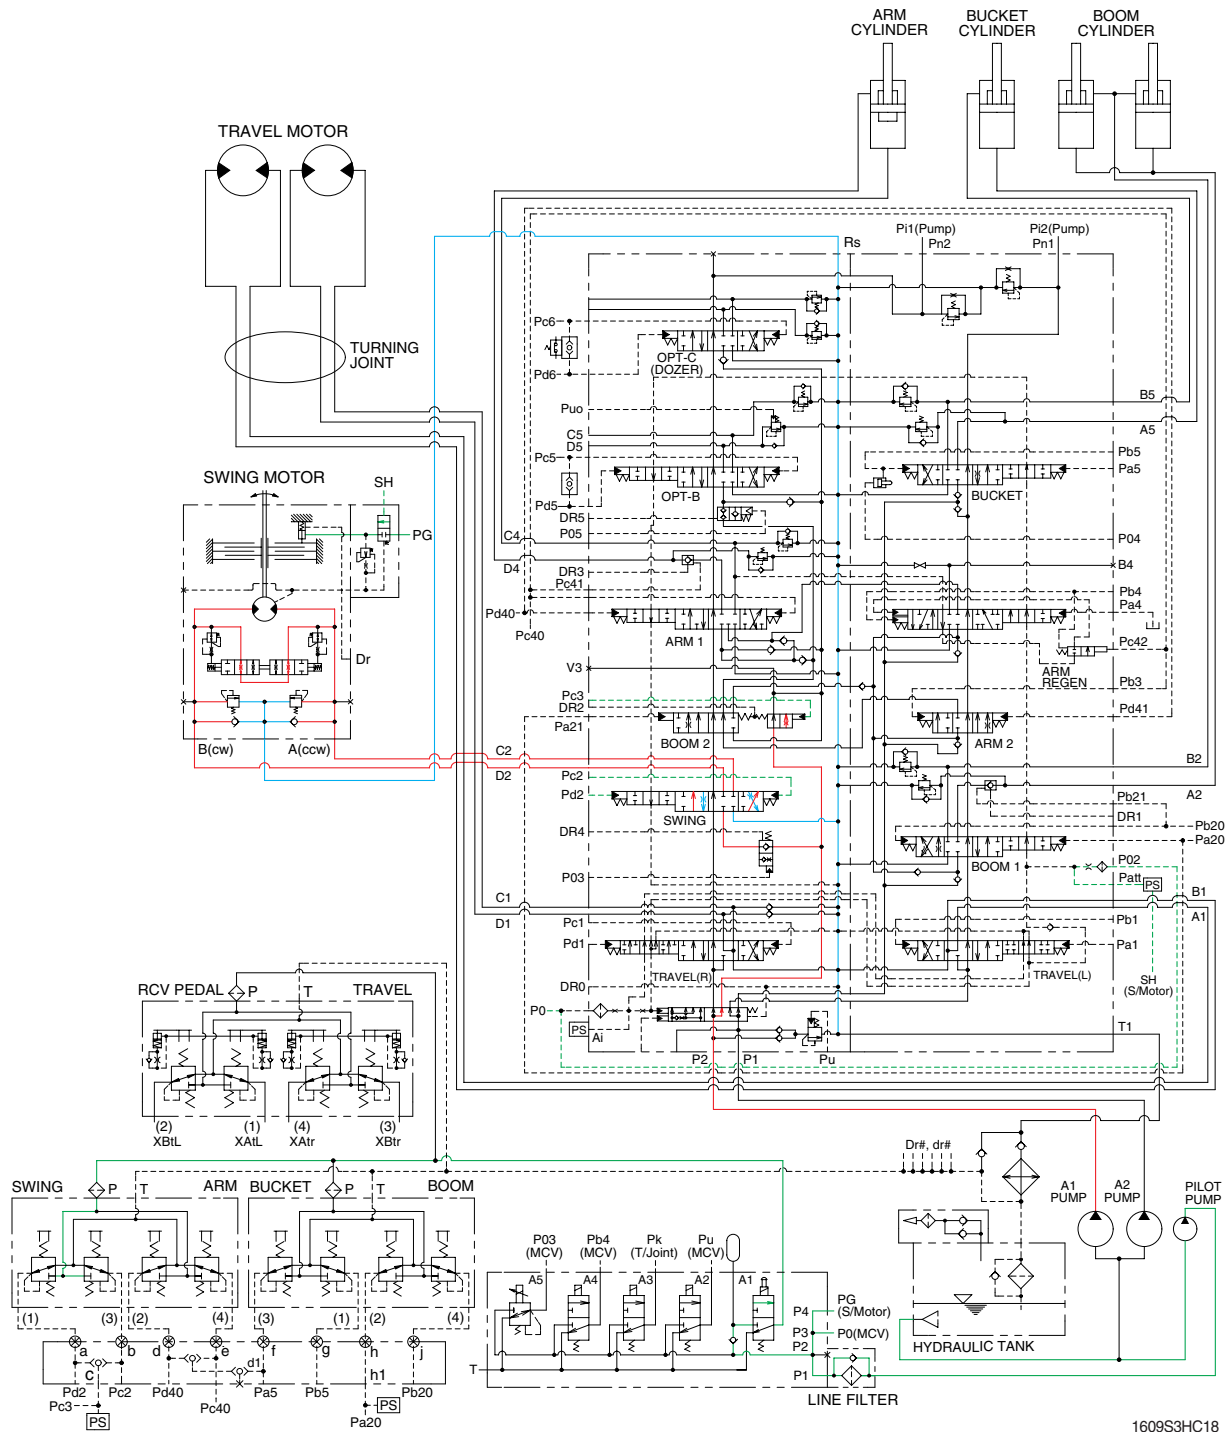 ARM
CYLINDER
BUCKET
CYLINDER
BOOM
CYLINDER
TRAVEL MOTOR
TURNING
JOINT
Pi1(Pump)
Pn2
Pi2(Pump)
Pn1
Rs
Pc6
Pd6
OPT-C
(DOZER)
Puo
C5
D5
Pc5
Pd5
OPT-B
B5
A5
Pb5
Pa5
BUCKET
SWING MOTOR
SH
PG
Dr
B(cw)
A(ccw)
DR5
P05
C4
D4
DR3
Pc41
Pd40
Pc40
ARM 1
P04
B4
Pb4
Pa4
Pc42
ARM
REGEN
V3
Pc3
DR2
Pa21
BOOM 2
Pb3
Pd41
ARM 2
C2
D2
Pc2
Pd2
SWING
B2
A2
Pb21
DR1
Pb20
Pa20
DR4
P03
BOOM 1
P02
Patt
PS
C1
D1
Pc1
Pd1
TRAVEL(R)
B1
A1
Pb1
Pa1
TRAVEL(L)
SH
(S/Motor)
DR0
P0
PS
Ai
P2
P1
Pu
T1
RCV PEDAL
P
T
TRAVEL
(2)
XBtL
(1)
XAtL
(4)
XAtr
(3)
XBtr
SWING
P
T
ARM
BUCKET
P
T
BOOM
(1)
(3)
(2)
(4)
(3)
(1)
(2)
(4)
a
b
d
e
f
g
h
j
c
d1
h1
Pd2
Pc2
Pd40
Pa5
Pb5
Pb20
Pc3
PS
Pc40
PS
Pa20
P03
(MCV)
Pb4
(MCV)
Pk
(T/Joint)
Pu
(MCV)
A5
A4
A3
A2
A1
T
P4
P3
P2
P1
PG
(S/Motor)
P0(MCV)
LINE FILTER
Dr#, dr#
A1
PUMP
A2
PUMP
PILOT
PUMP
HYDRAULIC TANK
1609S3HC18